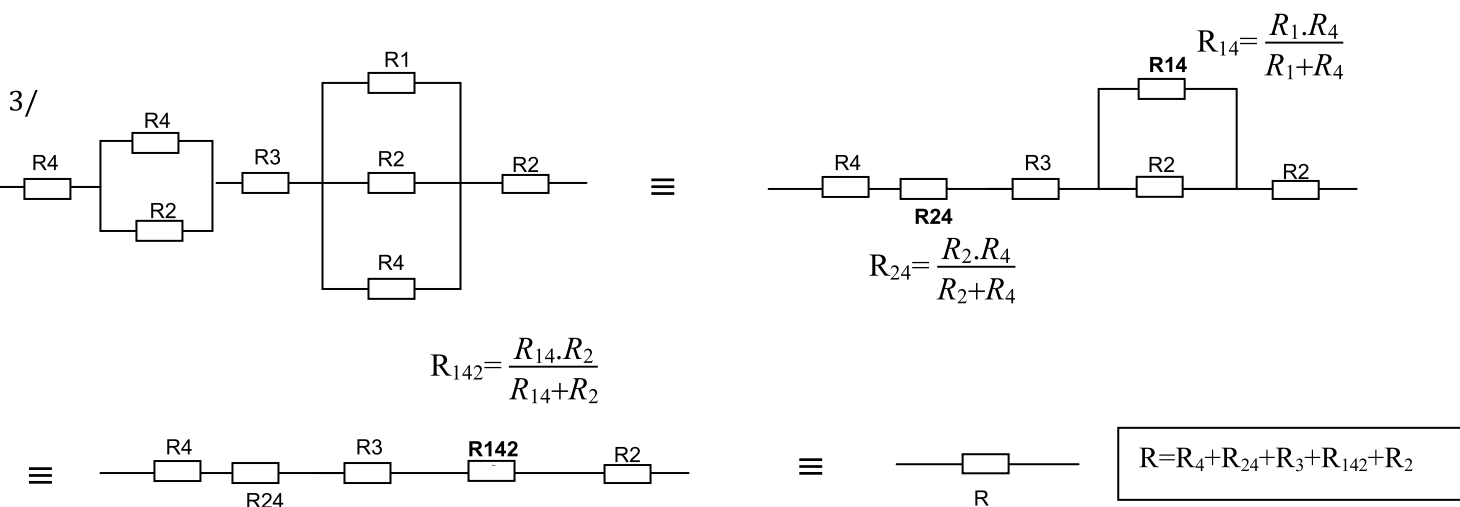 3/
R4
R4
R2
R3
R1
R2
R4
R2
≡
R4
R24
R3
R14
R2
R2
R₁₄= R₁.R₄ / R₁+R₄
R₂₄= R₂.R₄ / R₂+R₄
R₁₄₂= R₁₄.R₂ / R₁₄+R₂
≡
R4
R24
R3
R142
R2
≡
R
R=R₄+R₂₄+R₃+R₁₄₂+R₂